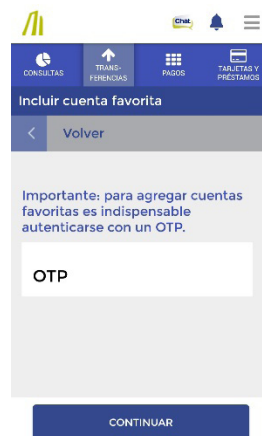 Chat
CONSULTAS
TRANS-
FERENCIAS
PAGOS
TARJETAS Y
PRÉSTAMOS
Incluir cuenta favorita
Volver
Importante: para agregar cuentas
favoritas es indispensable
autenticarse con un OTP.
OTP
CONTINUAR